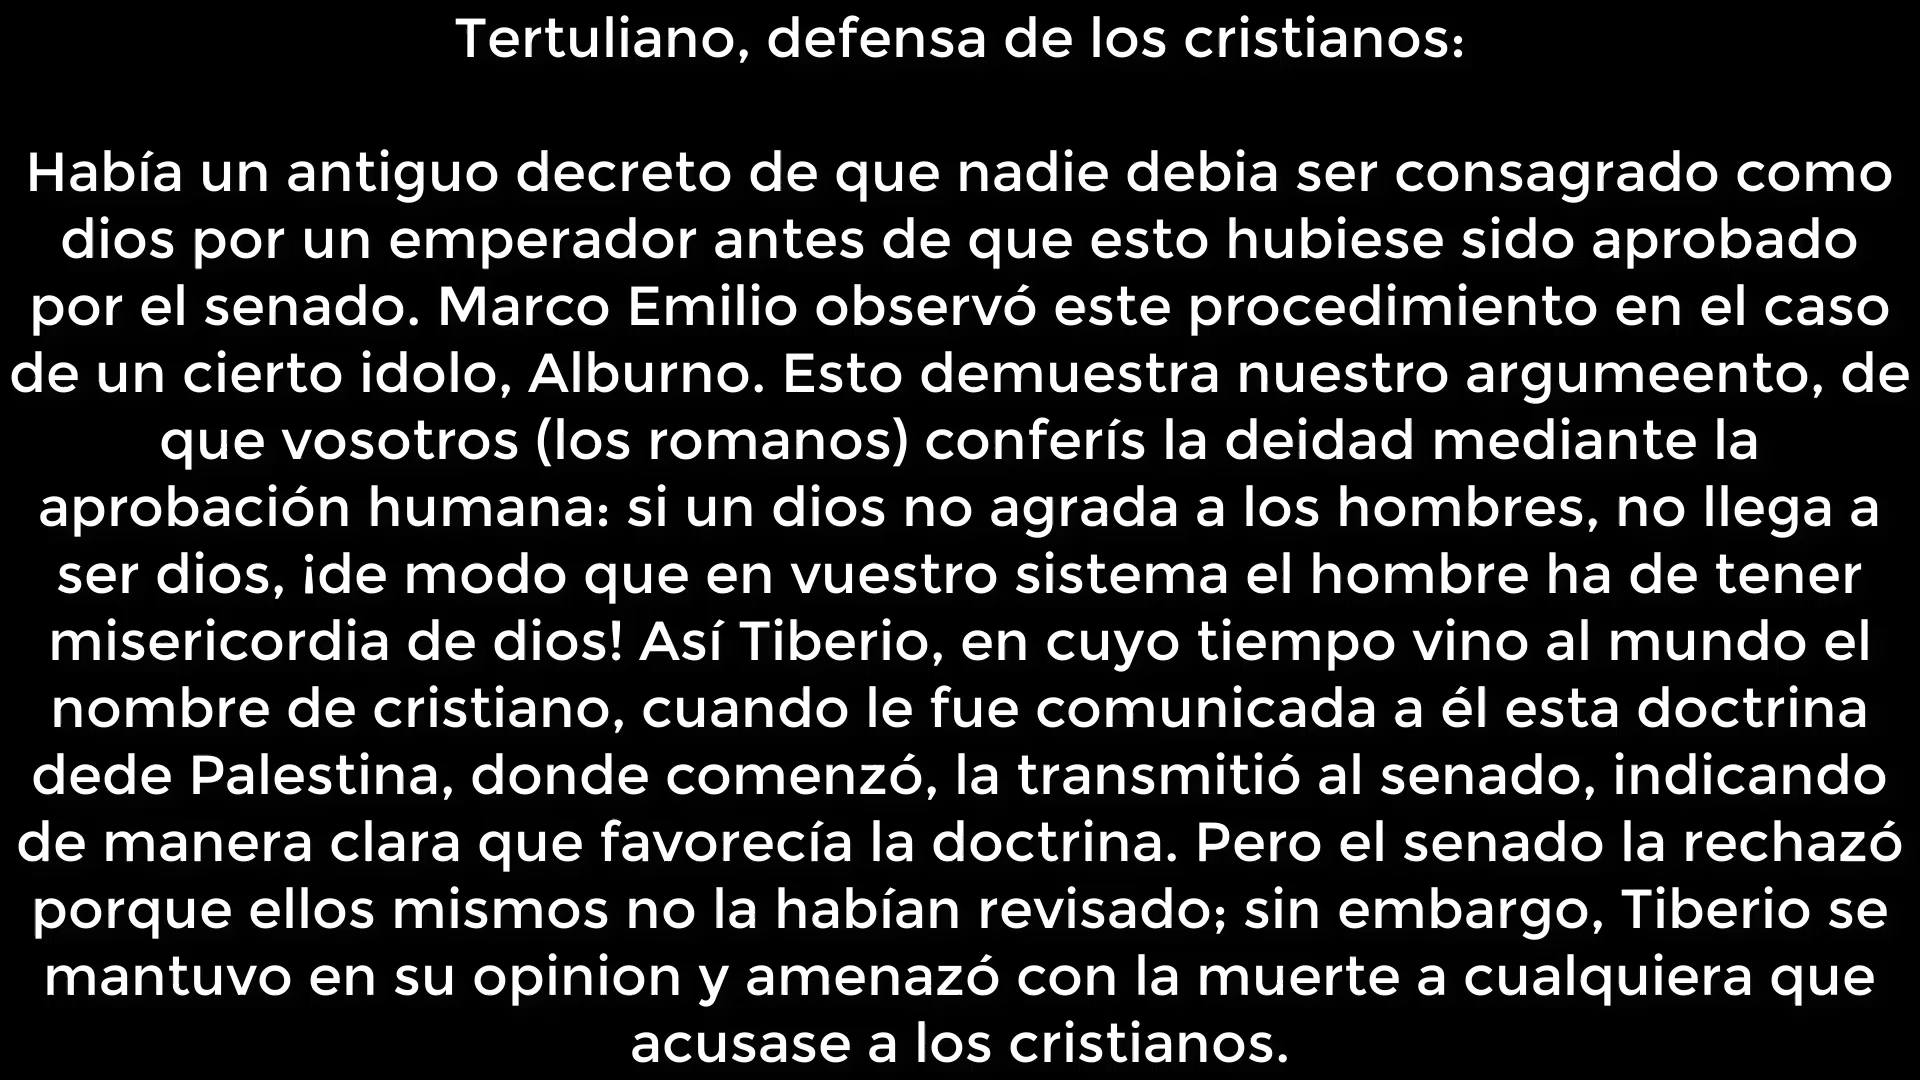 Tertuliano, defensa de los cristianos:
Había un antiguo decreto de que nadie debia ser consagrado como
dios por un emperador antes de que esto hubiese sido aprobado
por el senado. Marco Emilio observó este procedimiento en el caso
de un cierto idolo, Alburno. Esto demuestra nuestro argumeento, de
que vosotros (los romanos) conferís la deidad mediante la
aprobación humana: si un dios no agrada a los hombres, no llega a
ser dios, ¡de modo que en vuestro sistema el hombre ha de tener
misericordia de dios! Así Tiberio, en cuyo tiempo vino al mundo el
nombre de cristiano, cuando le fue comunicada a él esta doctrina
dede Palestina, donde comenzó, la transmitió al senado, indicando
de manera clara que favorecía la doctrina. Pero el senado la rechazó
porque ellos mismos no la habían revisado; sin embargo, Tiberio se
mantuvo en su opinion y amenazó con la muerte a cualquiera que
acusase a los cristianos.